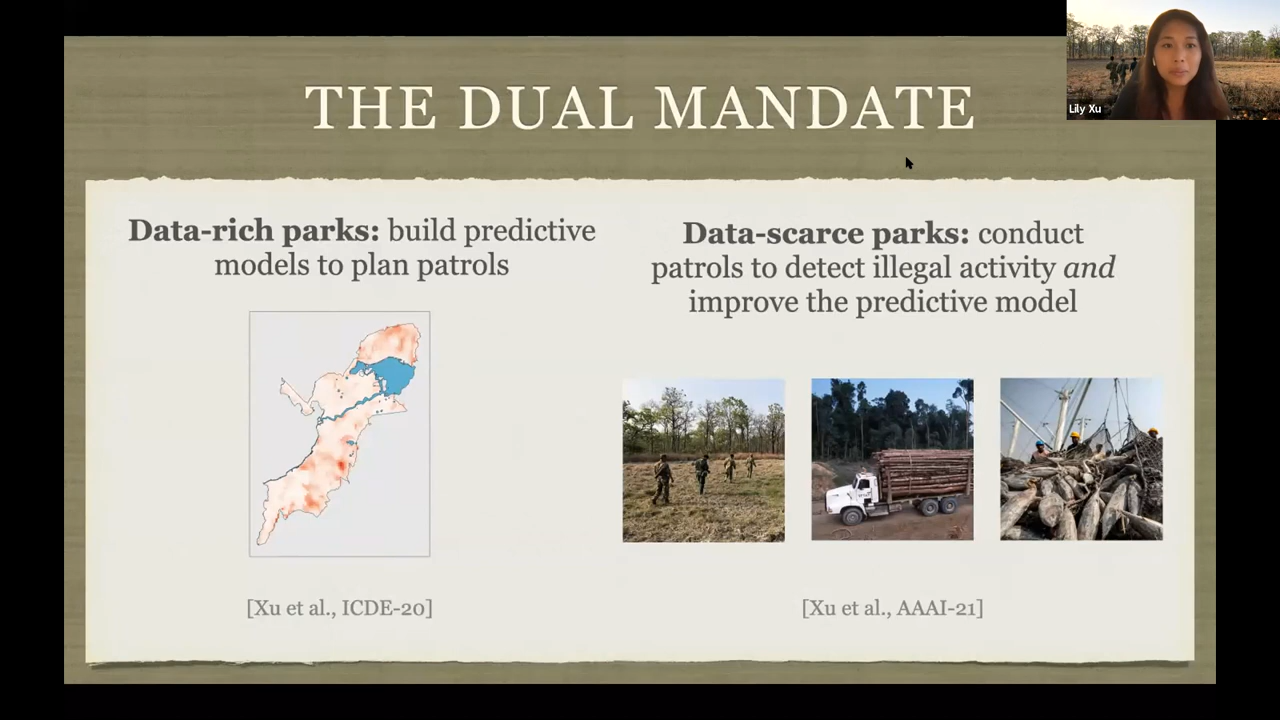 Lily Xu
THE DUAL MANDATE
Data-rich parks: build predictive
models to plan patrols
Data-scarce parks: conduct
patrols to detect illegal activity and
improve the predictive model
[Xu et al., ICDE-20]
[Xu et al., AAAI-21]